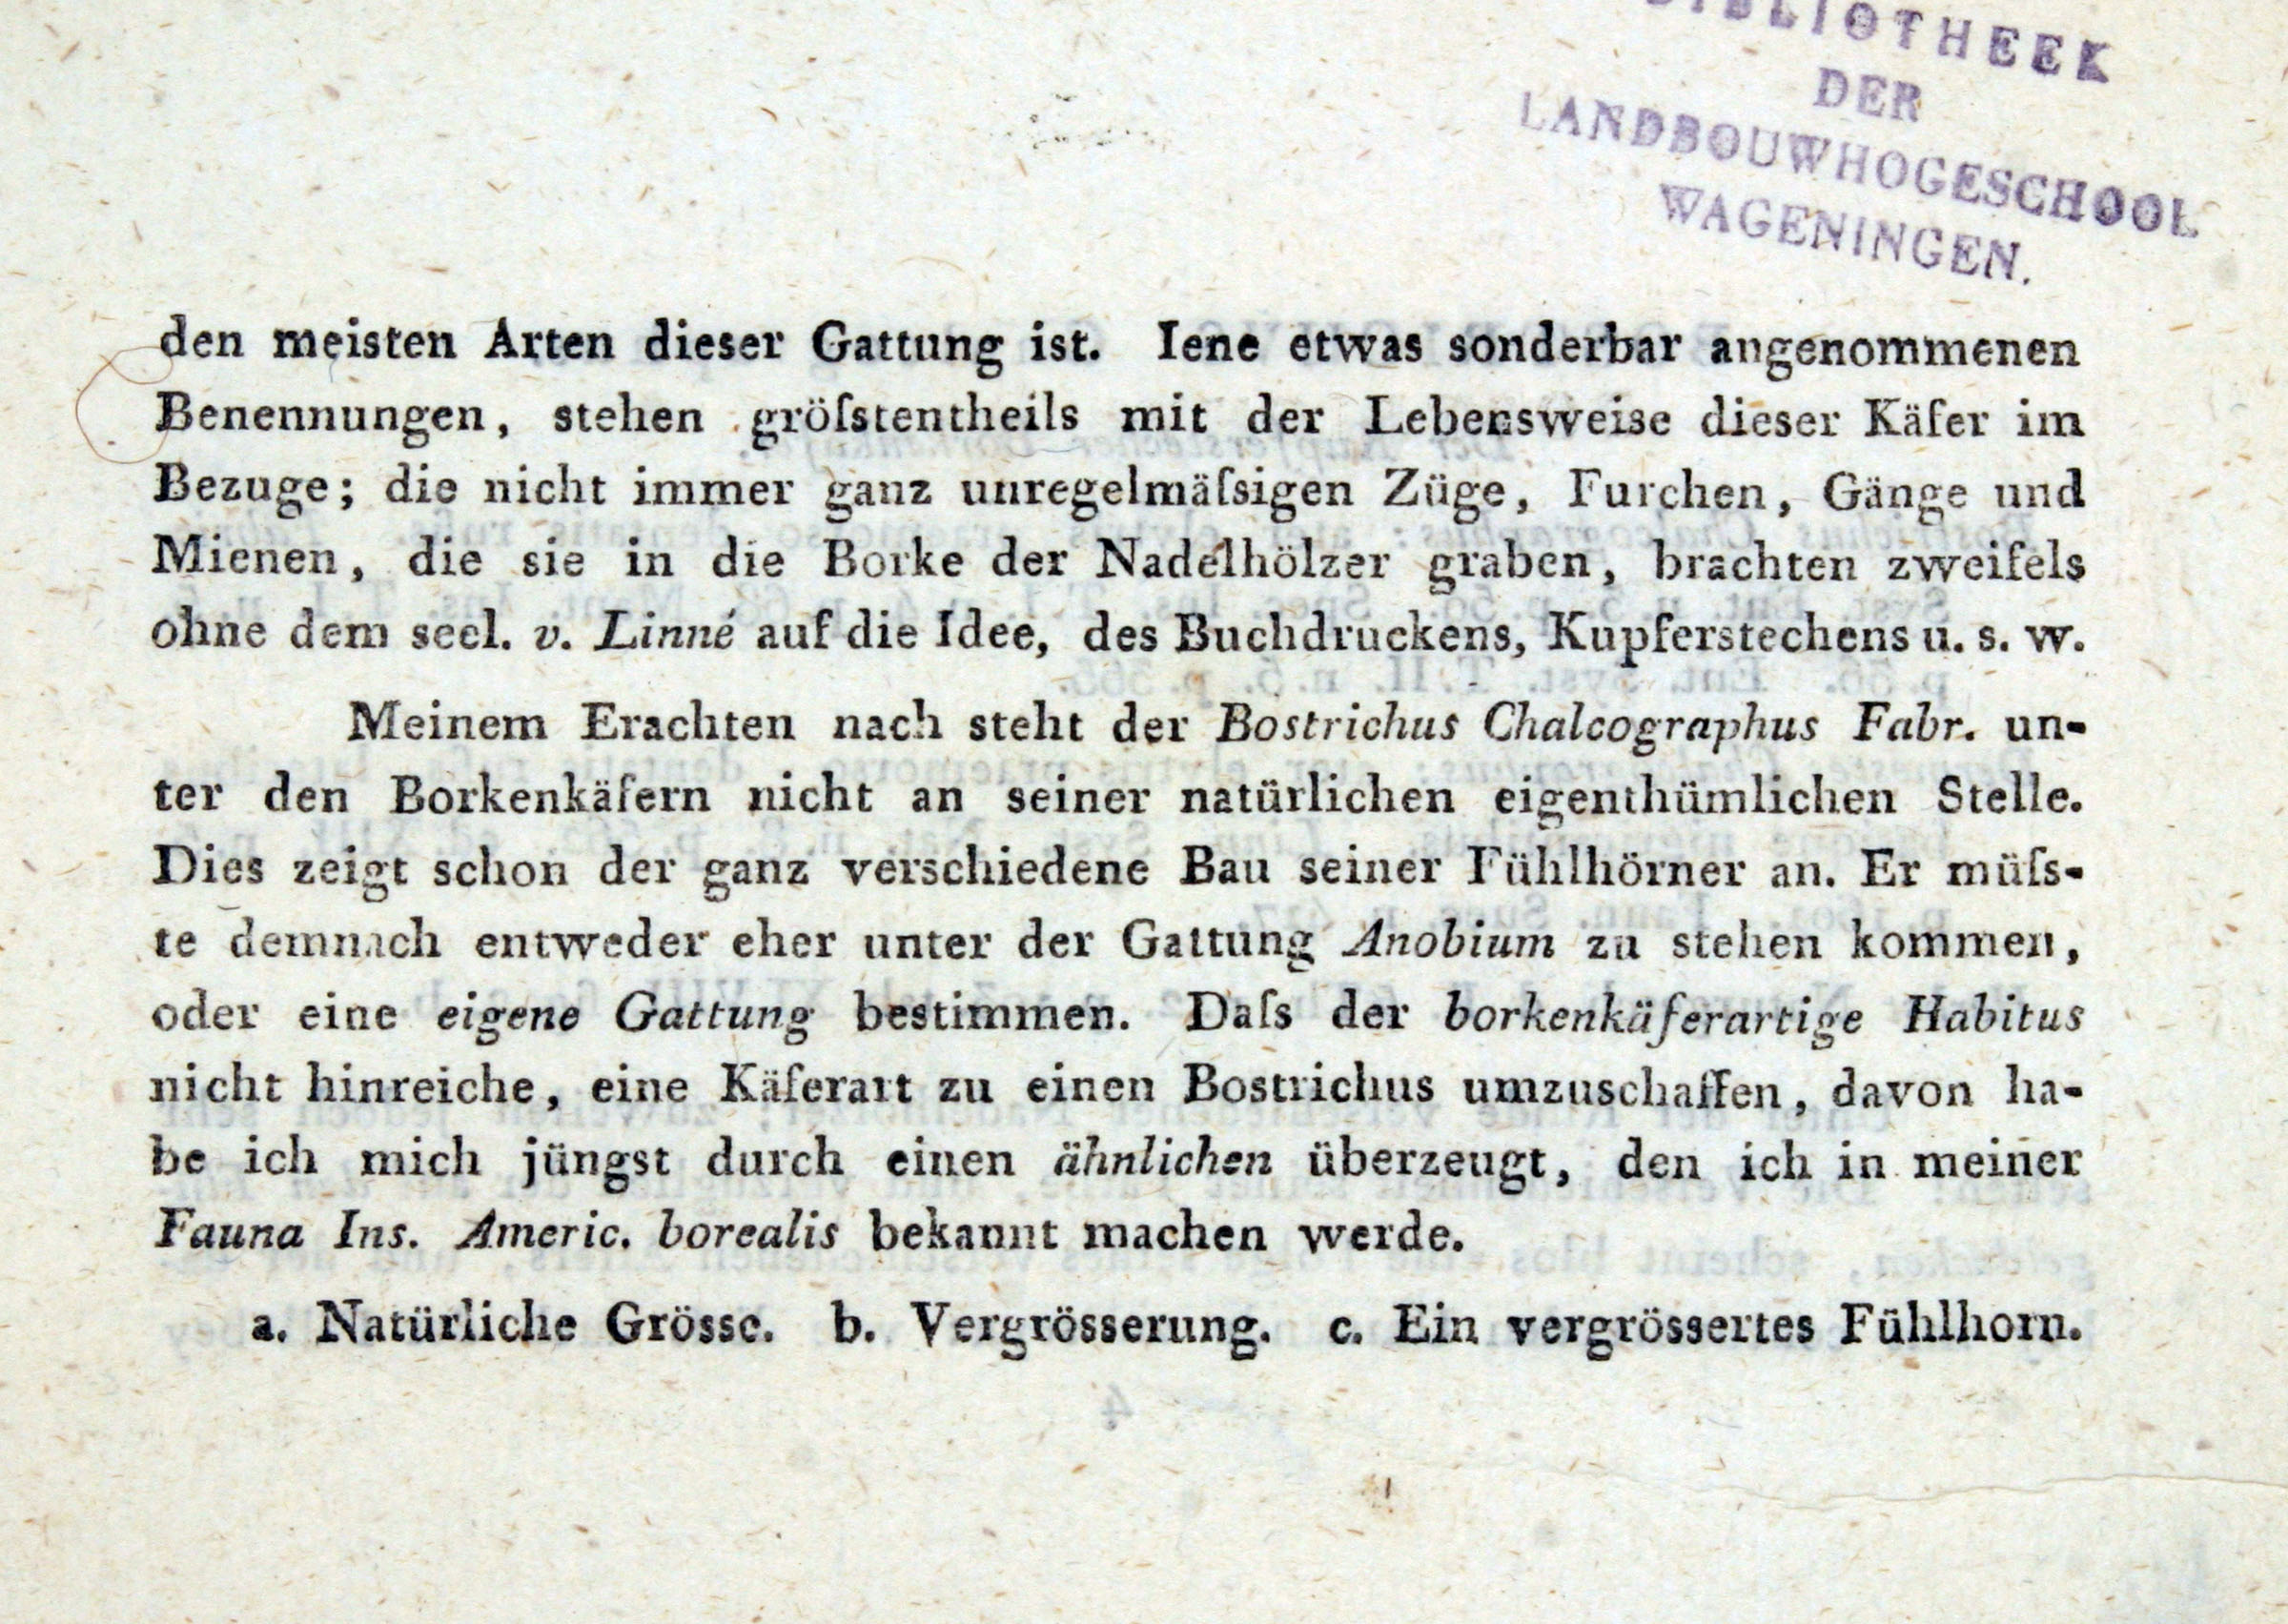 BIBLIOTHEEK
DER
LANDBOUWHOGESCHOOL
WAGENINGEN.
den meisten Arten dieser Gattung ist. Iene etwas sonderbar angenommenen
Benennungen, stehen gröſstentheils mit der Lebensweise dieser Käfer im
Bezuge; die nicht immer ganz unregelmäſsigen Züge, Furchen, Gänge und
Mienen, die sie in die Borke der Nadelhölzer graben, brachten zweifels
ohne dem seel. v. Linné auf die Idee, des Buchdruckens, Kupferstechens u. s. w.
Meinem Erachten nach steht der Bostrichus Chalcographus Fabr. un-
ter den Borkenkäfern nicht an seiner natürlichen eigenthümlichen Stelle.
Dies zeigt schon der ganz verschiedene Bau seiner Fühlhörner an. Er müſs-
te demnach entweder eher unter der Gattung Anobium zu stehen kommen,
oder eine eigene Gattung bestimmen. Daſs der borkenkäferartige Habitus
nicht hinreiche, eine Käferart zu einen Bostrichus umzuschaffen, davon ha-
be ich mich jüngst durch einen ähnlichen überzeugt, den ich in meiner
Fauna Ins. Americ. borealis bekannt machen werde.
a. Natürliche Grösse. b. Vergrösserung. c. Ein vergrössertes Fühlhorn.